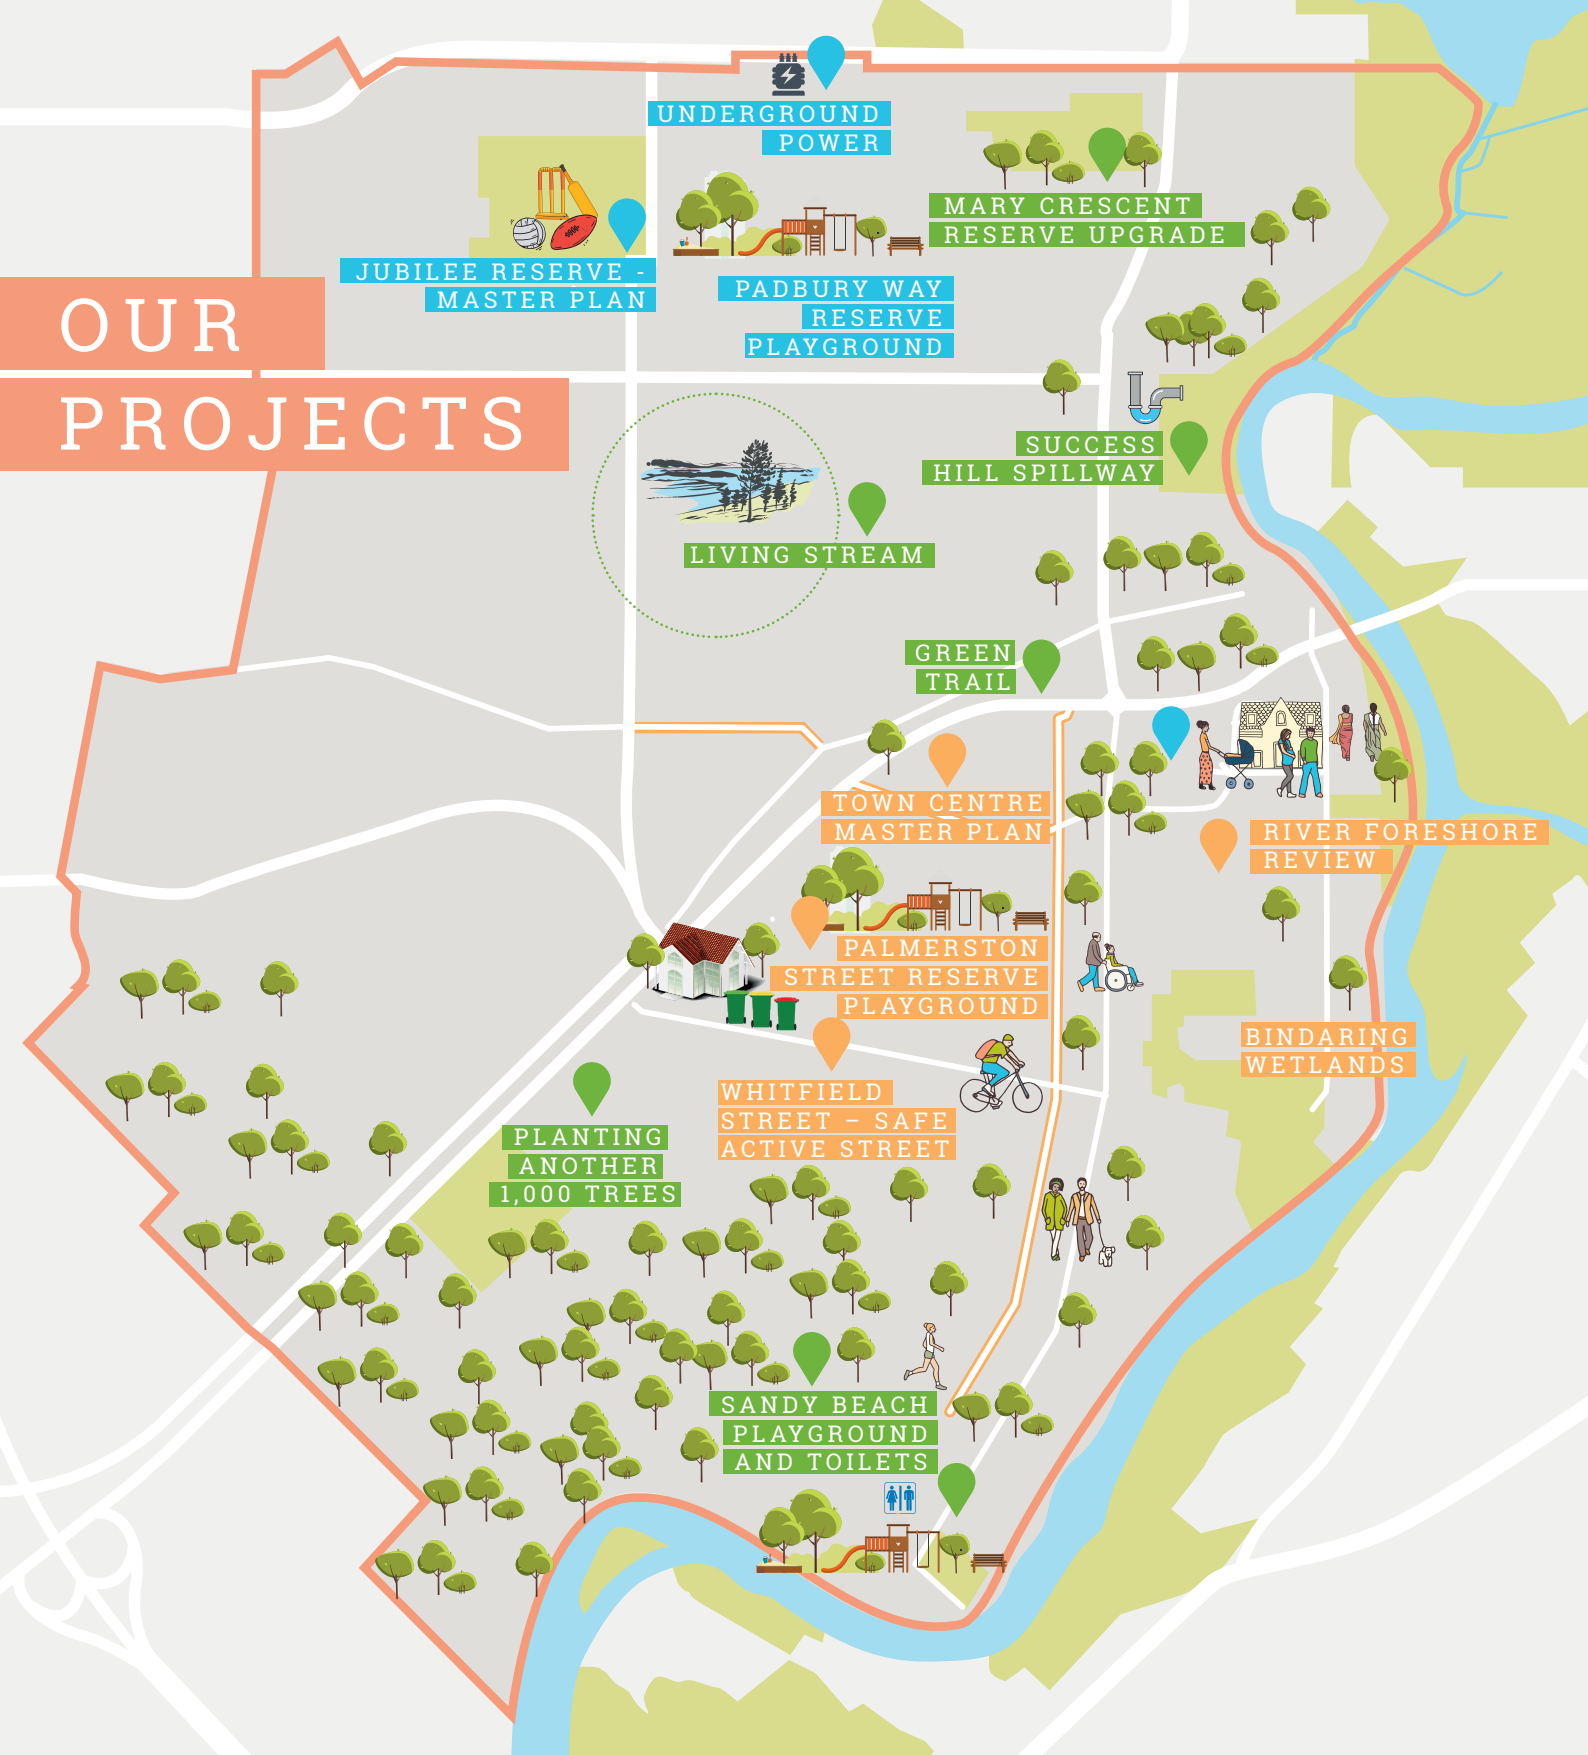 OUR
PROJECTS
UNDERGROUND
POWER
MARY CRESCENT
RESERVE UPGRADE
JUBILEE RESERVE -
MASTER PLAN
PADBURY WAY
RESERVE
PLAYGROUND
SUCCESS
HILL SPILLWAY
LIVING STREAM
GREEN
TRAIL
TOWN CENTRE
MASTER PLAN
RIVER FORESHORE
REVIEW
PALMERSTON
STREET RESERVE
PLAYGROUND
BINDARING
WETLANDS
WHITFIELD
STREET – SAFE
ACTIVE STREET
PLANTING
ANOTHER
1,000 TREES
SANDY BEACH
PLAYGROUND
AND TOILETS